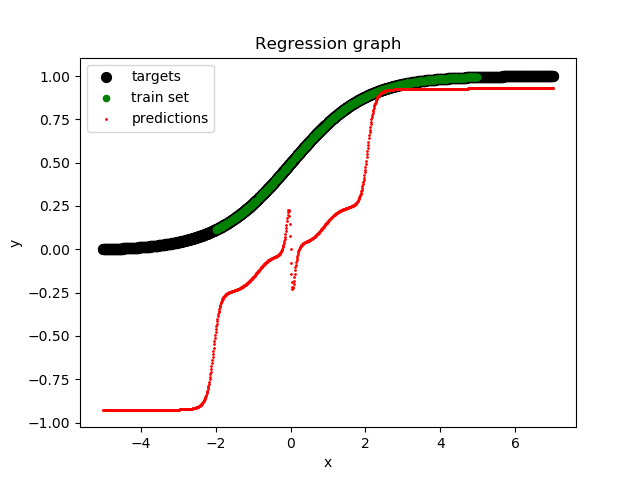 Regression graph
targets
train set
predictions
1.00
0.75
0.50
0.25
0.00
−0.25
−0.50
−0.75
−1.00
y
−4
−2
0
2
4
6
x